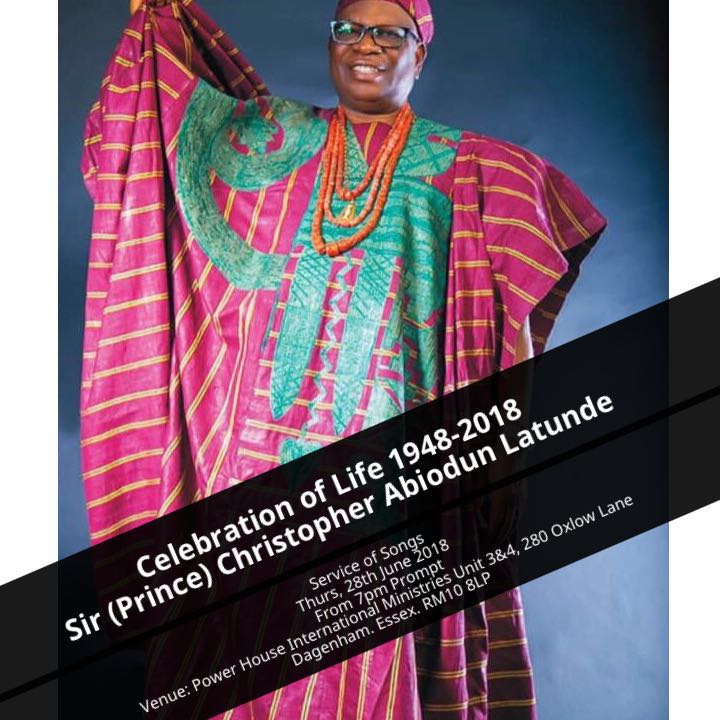 Celebration of Life 1948-2018
Sir (Prince) Christopher Abiodun Latunde
Service of Songs
Thurs, 28th June 2018
From 7pm Prompt
Venue: Power House International Ministries Unit 3&4, 280 Oxlow Lane
Dagenham. Essex. RM10 8LP